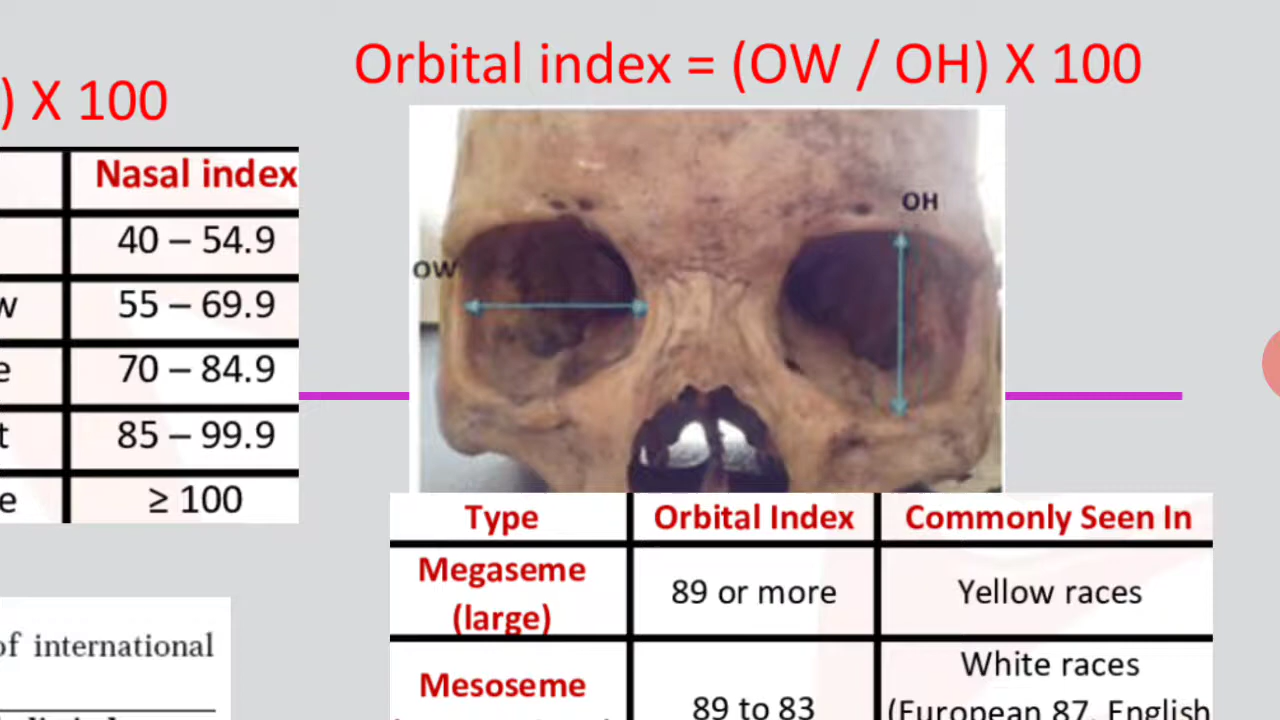 Orbital index = (OW / OH) X 100
) X 100
Nasal index
40 – 54.9
w
55 – 69.9
e
70 – 84.9
t
85 – 99.9
e
≥ 100
OH
OW
Type
Orbital Index
Commonly Seen In
Megaseme
(large)
89 or more
Yellow races
Mesoseme
89 to 83
White races
(European 87, English
of international